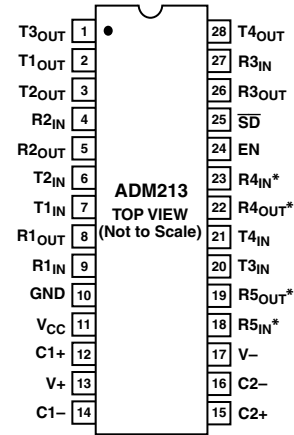 T3OUT 1 28 T4OUT
T1OUT 2 27 R3IN
T2OUT 3 26 R3OUT
R2IN 4 25 S̅D̅
R2OUT 5 24 EN
T2IN 6 23 R4IN*
ADM213
T1IN 7 22 R4OUT*
TOP VIEW
R1OUT 8 21 T4IN
(Not to Scale)
R1IN 9 20 T3IN
GND 10 19 R5OUT*
VCC 11 18 R5IN*
C1+ 12 17 V–
V+ 13 16 C2–
C1– 14 15 C2+